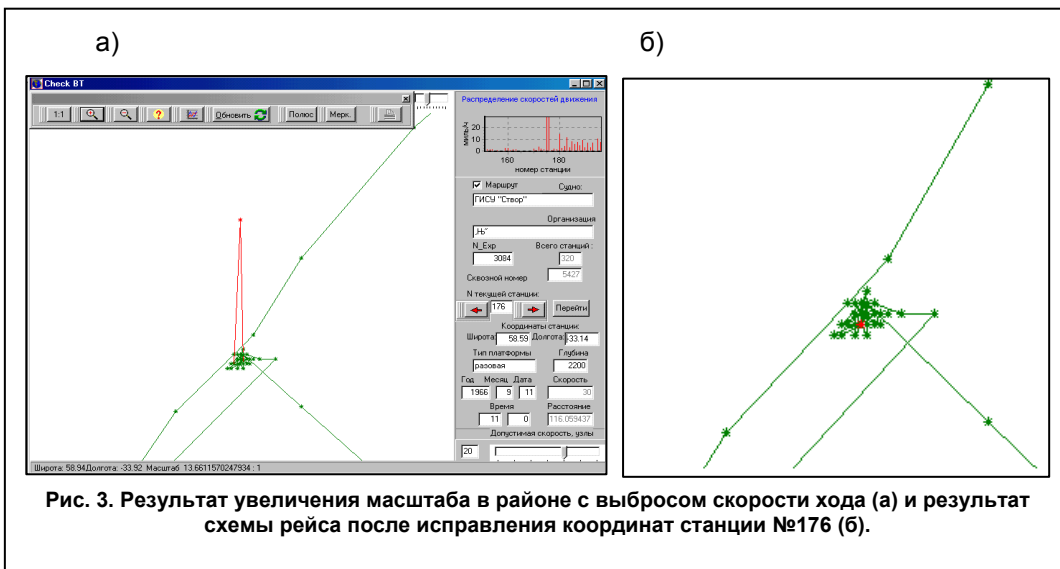 а)
б)
Check BT
1:1
?
Обновить
Полюс
Мерк.
Распределение скоростей движения
миль/ч
20
10
0
160
180
номер станции
Маршрут
Судно:
ГИСУ "Створ"
Организация
„Њ"
N_Exp
Всего станций :
3084
320
Сквозной номер
5427
N текущей станции:
176
Перейти
Координаты станции:
Широта:
58.59
Долгота:
-33.14
Тип платформы
Глубина
разовая
2200
Год
Месяц
Дата
Скорость
1966
9
11
30
Время
Расстояние
11
0
116.059437
Допустимая скорость, узлы
20
Широта: 58.94Долгота: -33.92 Масштаб 13.6611570247934 : 1
Рис. 3. Результат увеличения масштаба в районе с выбросом скорости хода (а) и результат
схемы рейса после исправления координат станции №176 (б).